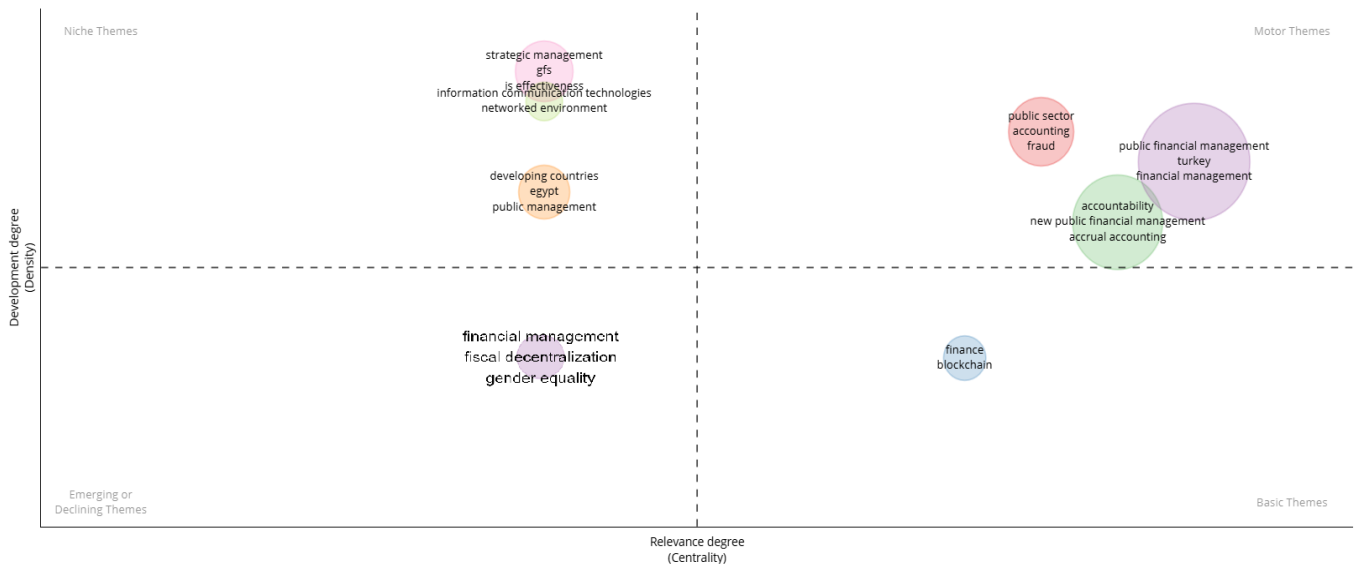 Niche Themes
Motor Themes
strategic management
gfs
is effectiveness
information communication technologies
networked environment
developing countries
egypt
public management
public sector
accounting
fraud
public financial management
turkey
financial management
accountability
new public financial management
accrual accounting
Development degree
(Density)
financial management
fiscal decentralization
gender equality
finance
blockchain
Emerging or
Declining Themes
Basic Themes
Relevance degree
(Centrality)